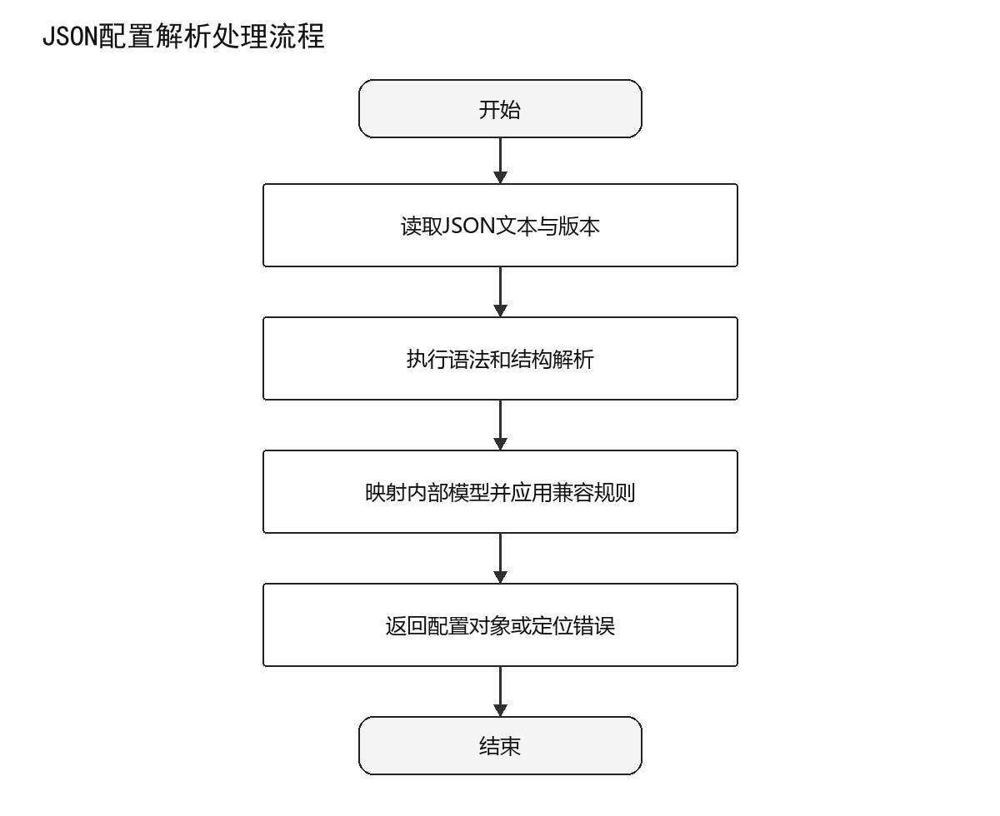 JSON配置解析处理流程
开始
读取JSON文本与版本
执行语法和结构解析
映射内部模型并应用兼容规则
返回配置对象或定位错误
结束